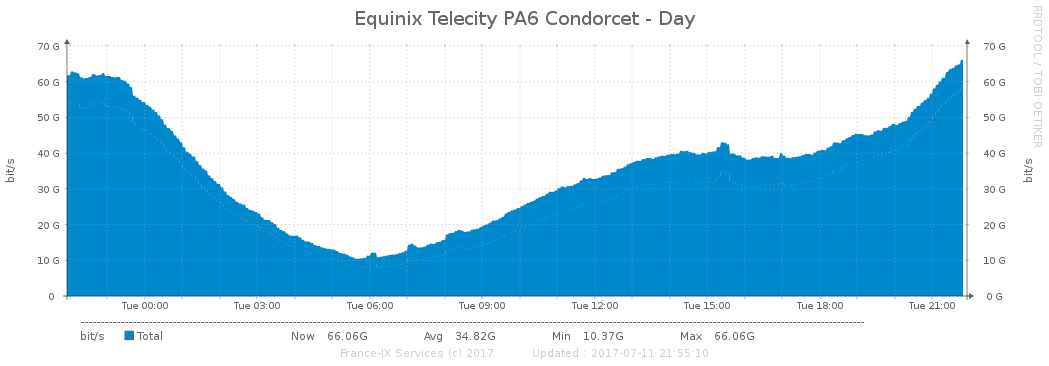 Equinix Telecity PA6 Condorcet - Day
RRDTOOL / TOBI OETIKER
70 G 70 G
60 G 60 G
50 G 50 G
40 G 40 G
30 G 30 G
20 G 20 G
10 G 10 G
0 0 G
bit/s bit/s
Tue 00:00 Tue 03:00 Tue 06:00 Tue 09:00 Tue 12:00 Tue 15:00 Tue 18:00 Tue 21:00
bit/s Total Now 66.06G Avg 34.82G Min 10.37G Max 66.06G
France-IX Services (c) 2017 Updated : 2017-07-11 21:55:10